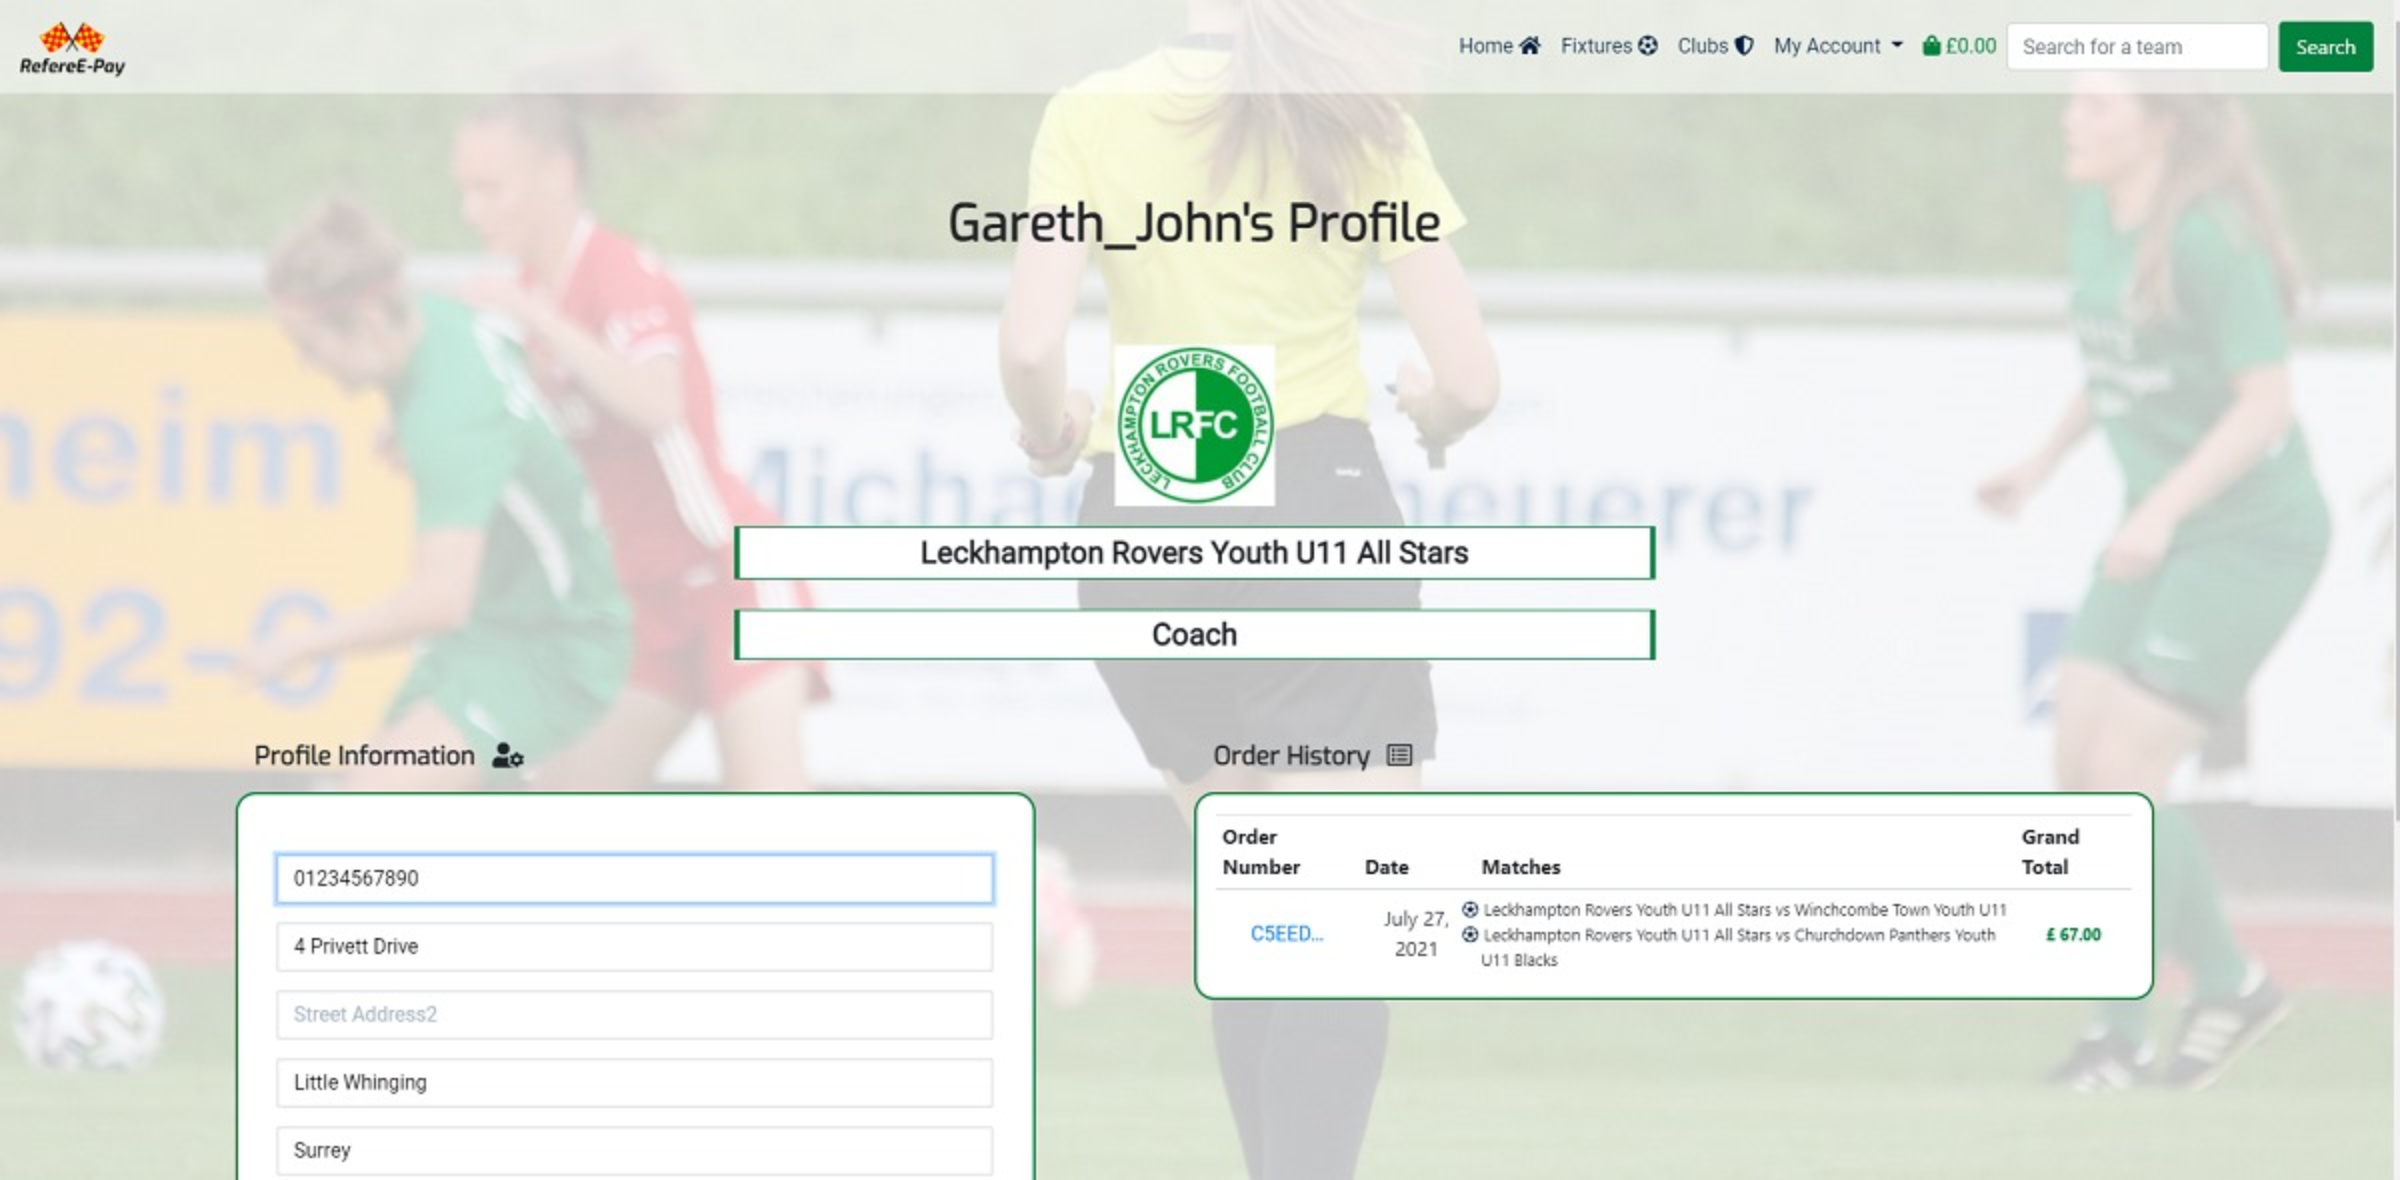 RefereE-Pay
Home
Fixtures
Clubs
My Account
£0.00
Search for a team
Search
Gareth_John's Profile
LECKHAMPTON ROVERS FOOTBALL CLUB
LRFC
Leckhampton Rovers Youth U11 All Stars
Coach
Profile Information
01234567890
4 Privett Drive
Street Address2
Little Whinging
Surrey
Order History
Order Number
Date
Matches
Grand Total
C5EED...
July 27,
2021
Leckhampton Rovers Youth U11 All Stars vs Winchcombe Town Youth U11
Leckhampton Rovers Youth U11 All Stars vs Churchdown Panthers Youth
U11 Blacks
£ 67.00
heim
92-